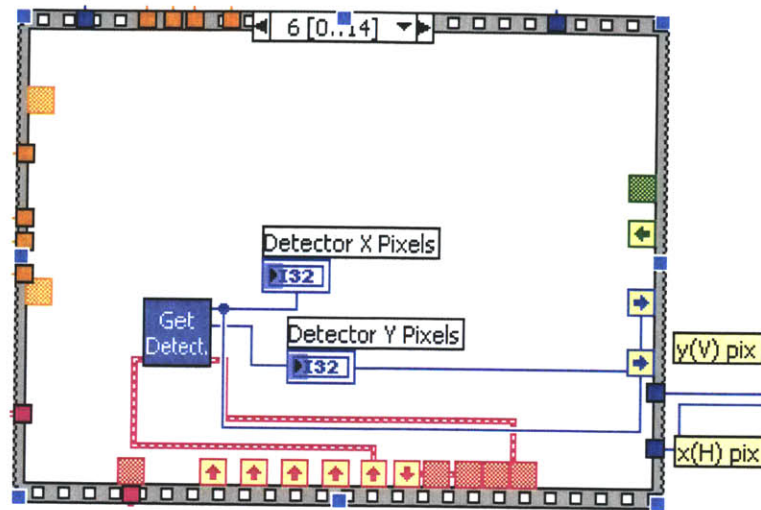 6 [0..14]
Detector X Pixels
I32
Get
Detect.
Detector Y Pixels
I32
y(V) pix
x(H) pix